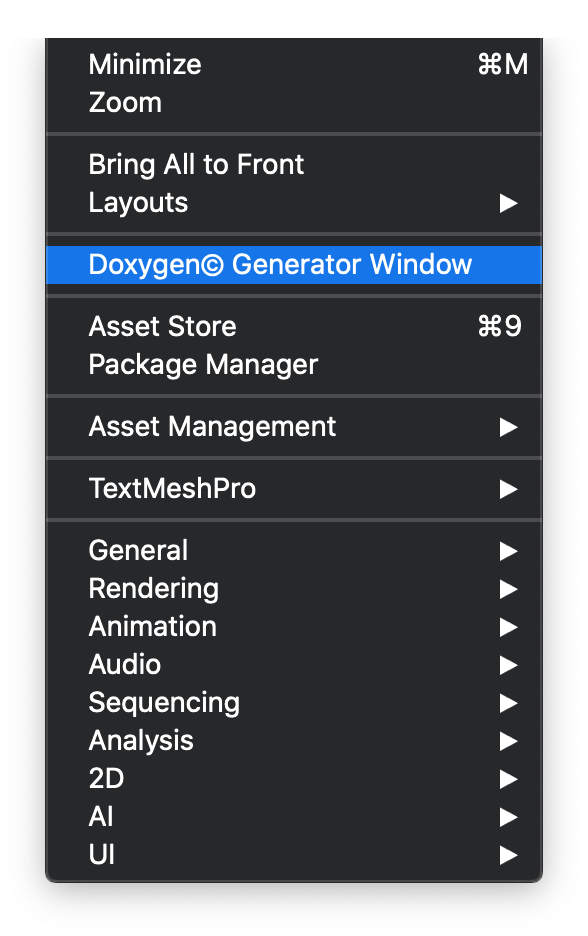 Minimize ⌘M
Zoom
Bring All to Front
Layouts ▶
Doxygen© Generator Window
Asset Store ⌘9
Package Manager
Asset Management ▶
TextMeshPro ▶
General ▶
Rendering ▶
Animation ▶
Audio ▶
Sequencing ▶
Analysis ▶
2D ▶
AI ▶
UI ▶